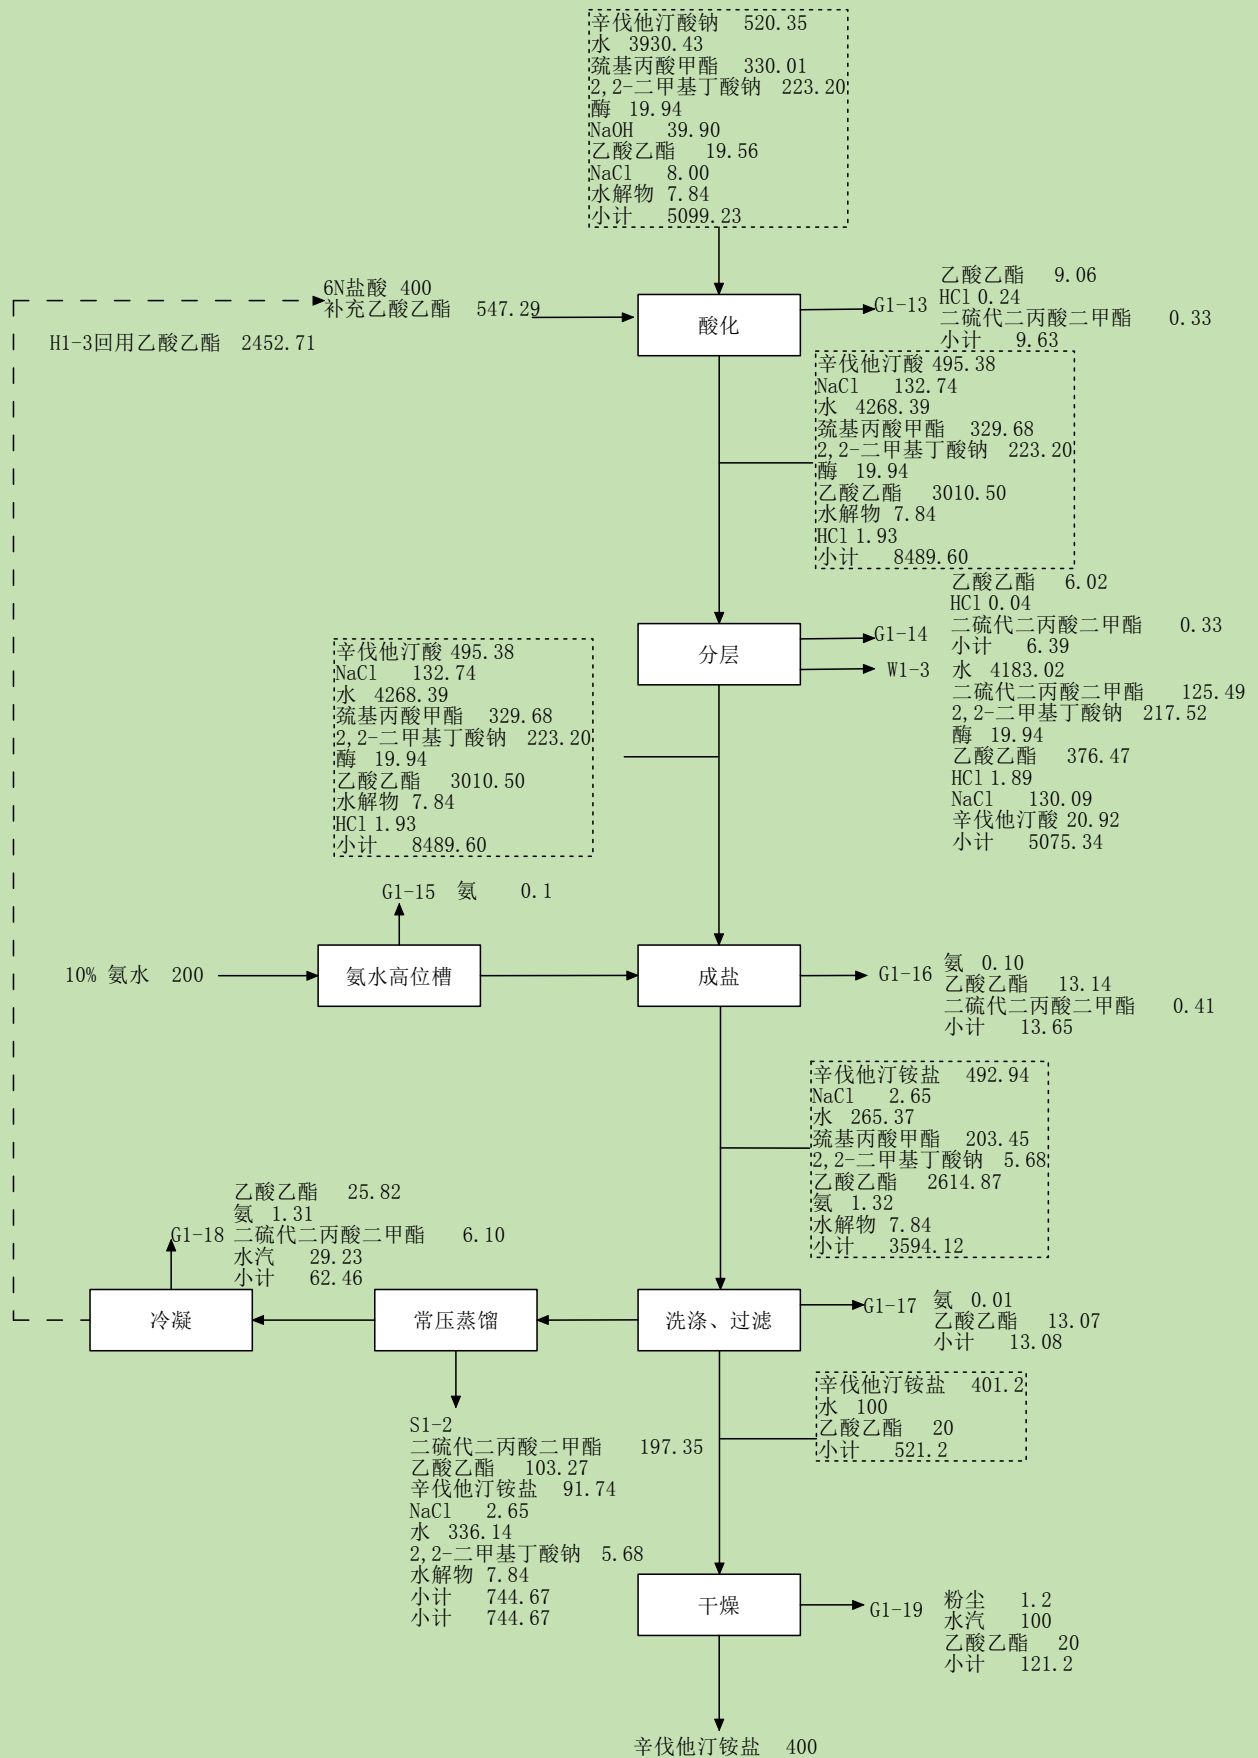 辛伐他汀酸钠 520.35
水 3930.43
巯基丙酸甲酯 330.01
2,2-二甲基丁酸钠 223.20
酶 19.94
NaOH 39.90
乙酸乙酯 19.56
NaCl 8.00
水解物 7.84
小计 5099.23
6N盐酸 400
补充乙酸乙酯 547.29
H1-3回用乙酸乙酯 2452.71
酸化
G1-13
乙酸乙酯 9.06
HCl 0.24
二硫代二丙酸二甲酯 0.33
小计 9.63
辛伐他汀酸 495.38
NaCl 132.74
水 4268.39
巯基丙酸甲酯 329.68
2,2-二甲基丁酸钠 223.20
酶 19.94
乙酸乙酯 3010.50
水解物 7.84
HCl 1.93
小计 8489.60
分层
G1-14
乙酸乙酯 6.02
HCl 0.04
二硫代二丙酸二甲酯 0.33
小计 6.39
W1-3
水 4183.02
二硫代二丙酸二甲酯 125.49
2,2-二甲基丁酸钠 217.52
酶 19.94
乙酸乙酯 376.47
HCl 1.89
NaCl 130.09
辛伐他汀酸 20.92
小计 5075.34
辛伐他汀酸 495.38
NaCl 132.74
水 4268.39
巯基丙酸甲酯 329.68
2,2-二甲基丁酸钠 223.20
酶 19.94
乙酸乙酯 3010.50
水解物 7.84
HCl 1.93
小计 8489.60
G1-15 氨 0.1
10% 氨水 200
氨水高位槽
成盐
G1-16
氨 0.10
乙酸乙酯 13.14
二硫代二丙酸二甲酯 0.41
小计 13.65
辛伐他汀铵盐 492.94
NaCl 2.65
水 265.37
巯基丙酸甲酯 203.45
2,2-二甲基丁酸钠 5.68
乙酸乙酯 2614.87
氨 1.32
水解物 7.84
小计 3594.12
G1-18
乙酸乙酯 25.82
氨 1.31
二硫代二丙酸二甲酯 6.10
水汽 29.23
小计 62.46
冷凝
常压蒸馏
洗涤、过滤
G1-17
氨 0.01
乙酸乙酯 13.07
小计 13.08
辛伐他汀铵盐 401.2
水 100
乙酸乙酯 20
小计 521.2
S1-2
二硫代二丙酸二甲酯 197.35
乙酸乙酯 103.27
辛伐他汀铵盐 91.74
NaCl 2.65
水 336.14
2,2-二甲基丁酸钠 5.68
水解物 7.84
小计 744.67
小计 744.67
干燥
G1-19
粉尘 1.2
水汽 100
乙酸乙酯 20
小计 121.2
辛伐他汀铵盐 400